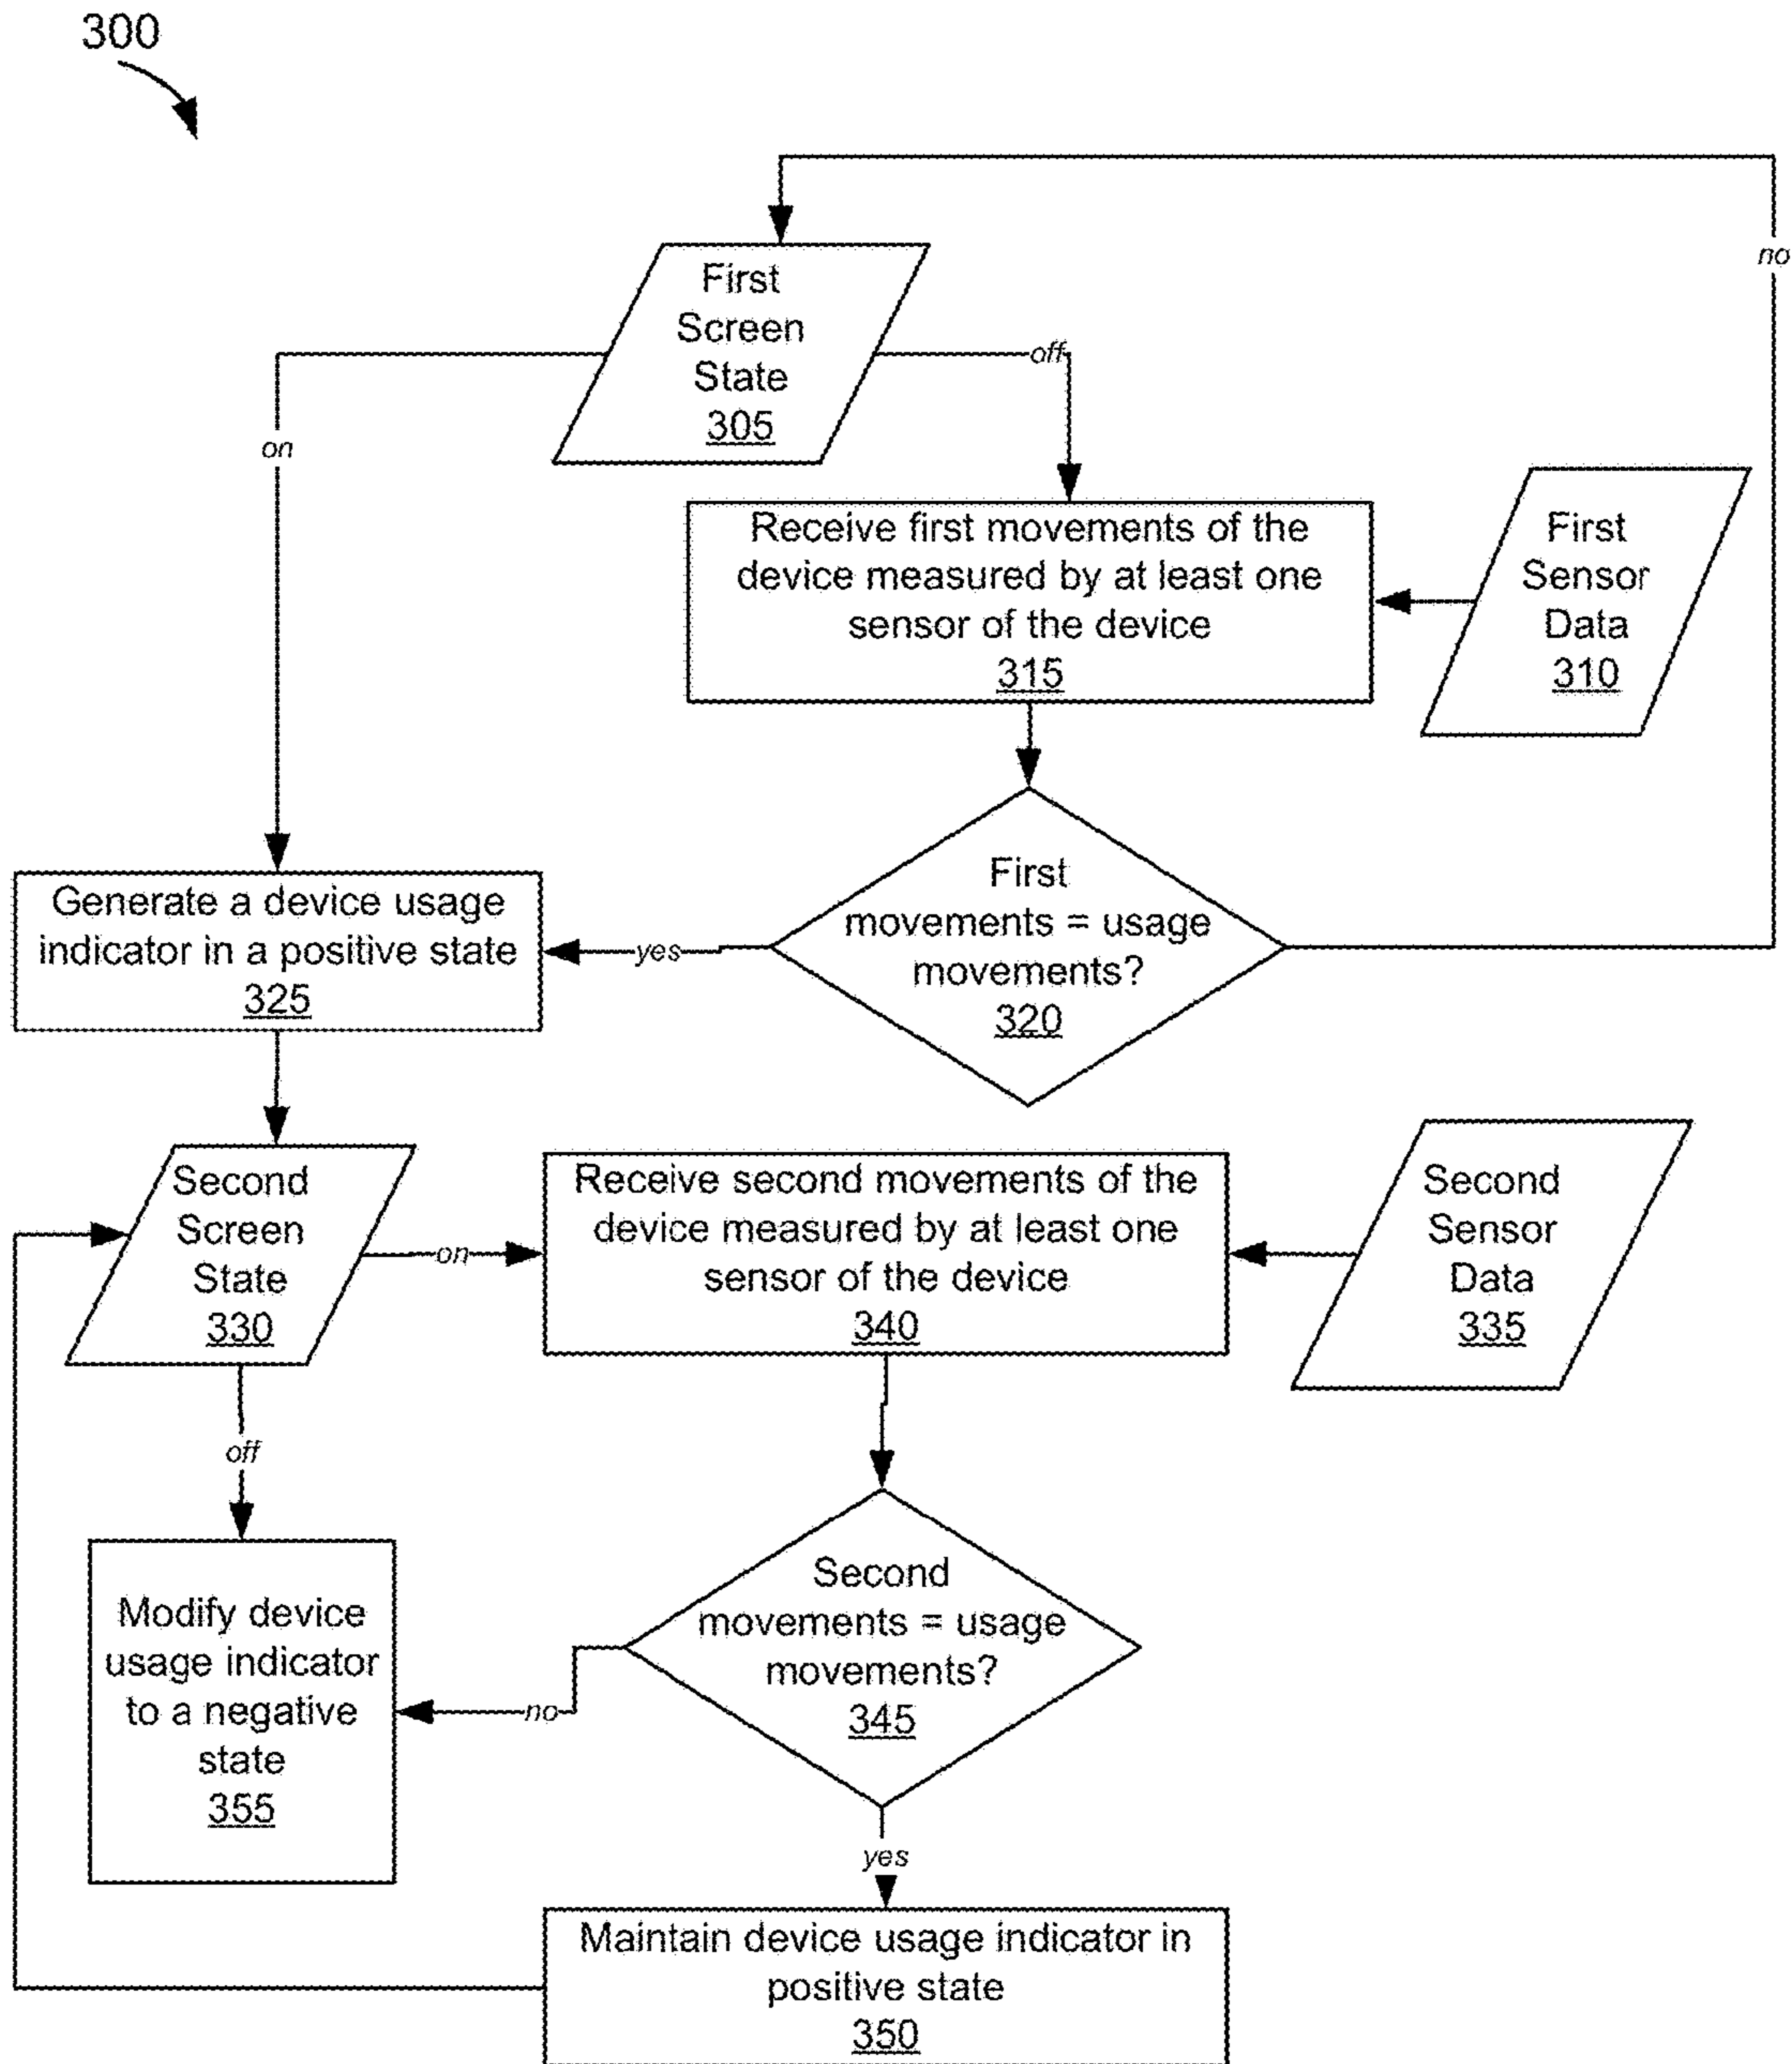 300
no
First
Screen
State
305
off
on
Receive first movements of the
device measured by at least one
sensor of the device
315
First
Sensor
Data
310
First
movements = usage
movements?
320
yes
Generate a device usage
indicator in a positive state
325
Second
Screen
State
330
on
Receive second movements of the
device measured by at least one
sensor of the device
340
Second
Sensor
Data
335
off
Second
movements = usage
movements?
345
no
Modify device
usage indicator
to a negative
state
355
yes
Maintain device usage indicator in
positive state
350